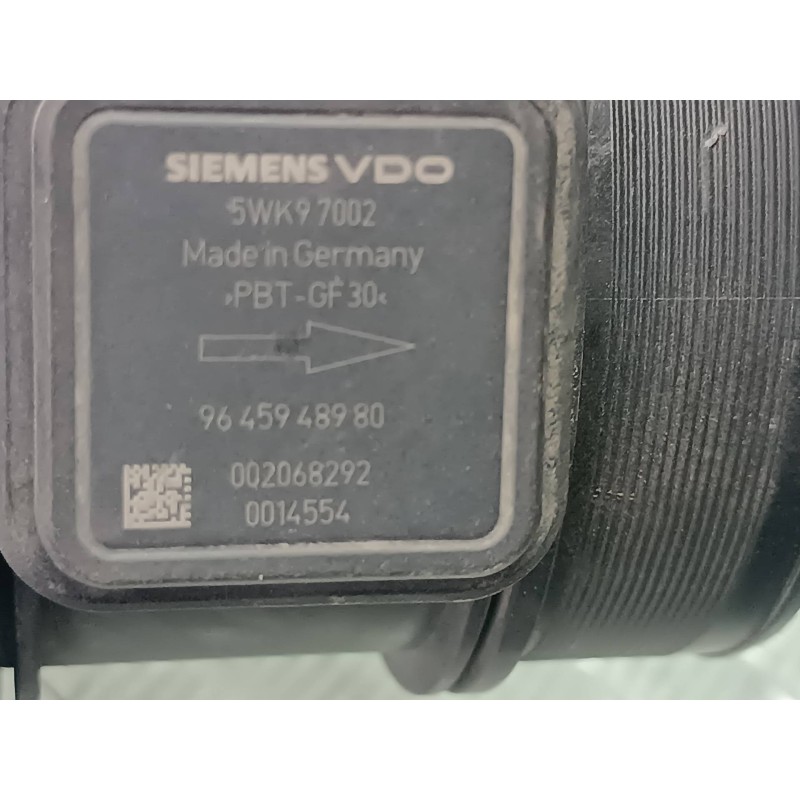 SIEMENS VDO
5WK9 7002
Made in Germany
›PBT-GF30‹
96 459 489 80
002068292
0014554